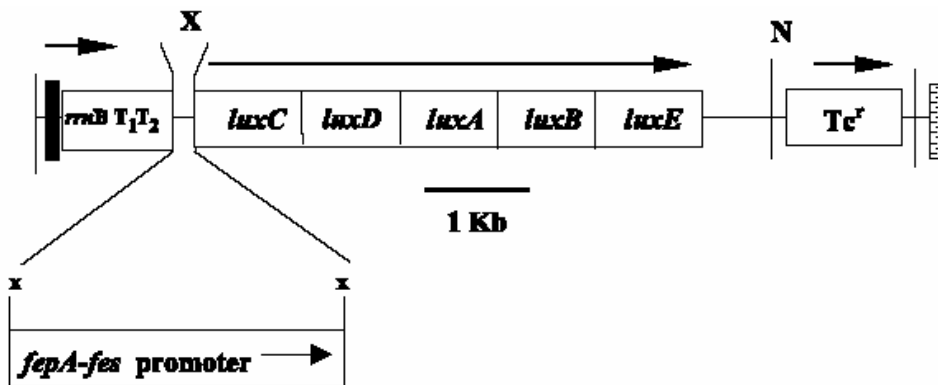 X
N
rrnB T1T2
luxC
luxD
luxA
luxB
luxE
Tcr
1 Kb
x
x
fepA-fes promoter